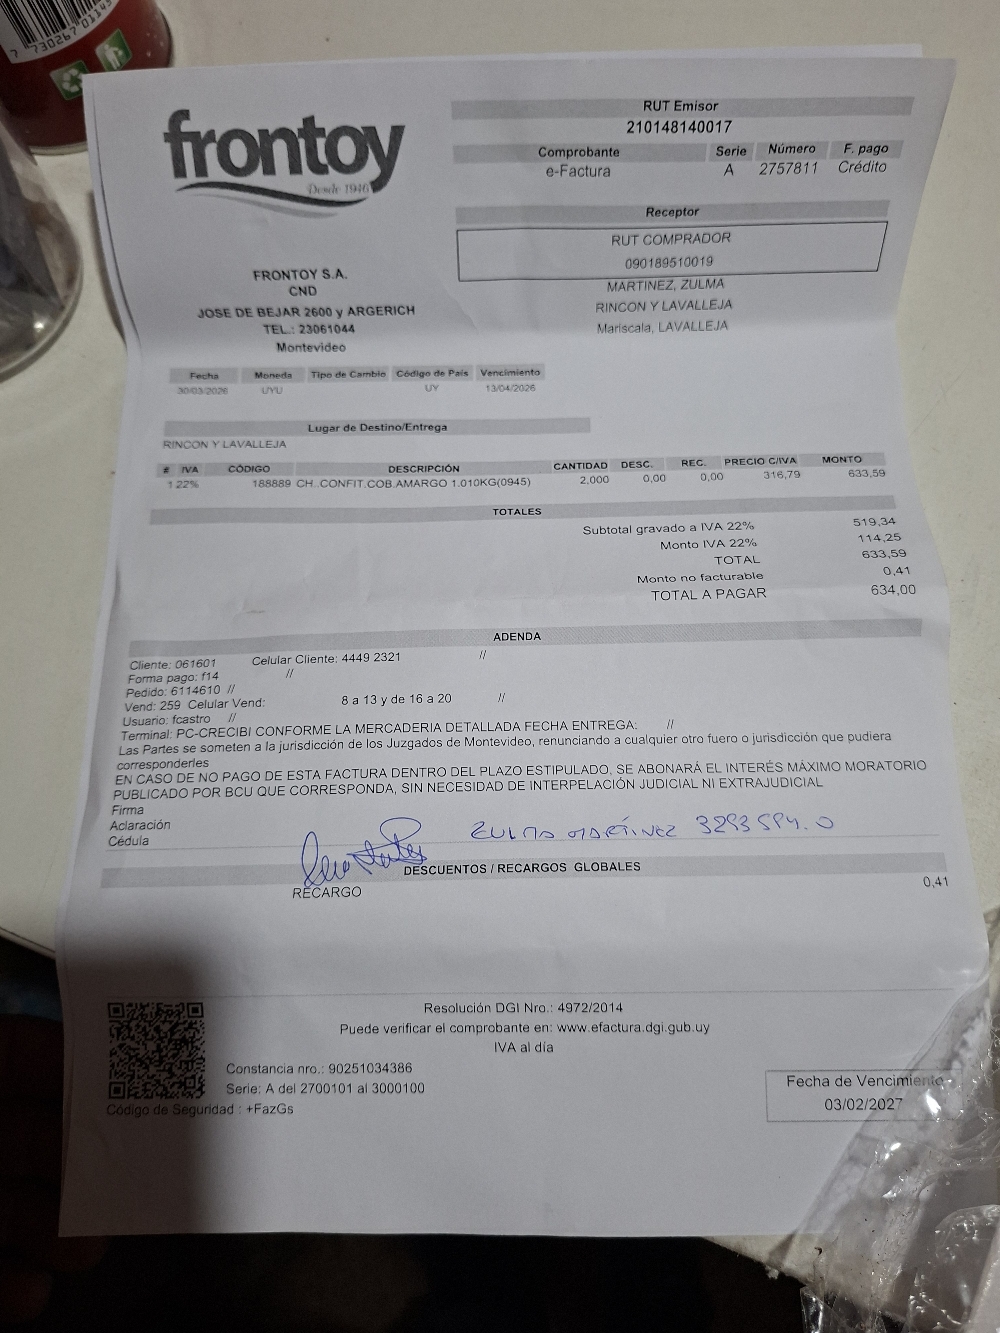 7 730267 01149
frontoy
Desde 1946
FRONTOY S.A.
CND
JOSE DE BEJAR 2600 y ARGERICH
TEL.: 23061044
Montevideo
RUT Emisor
210148140017
Comprobante Serie Número F. pago
e-Factura A 2757811 Crédito
Receptor
RUT COMPRADOR
090189510019
MARTINEZ, ZULMA
RINCON Y LAVALLEJA
Mariscala, LAVALLEJA
Fecha Moneda Tipo de Cambio Código de País Vencimiento
30/03/2026 UYU UY 13/04/2026
Lugar de Destino/Entrega
RINCON Y LAVALLEJA
# IVA CÓDIGO DESCRIPCIÓN CANTIDAD DESC. REC. PRECIO C/IVA MONTO
1 22% 188889 CH..CONFIT.COB.AMARGO 1.010KG(0945) 2,000 0,00 0,00 316,79 633,59
TOTALES
Subtotal gravado a IVA 22% 519,34
Monto IVA 22% 114,25
TOTAL 633,59
Monto no facturable 0,41
TOTAL A PAGAR 634,00
ADENDA
Cliente: 061601 Celular Cliente: 4449 2321 //
Forma pago: f14 //
Pedido: 6114610 //
Vend: 259 Celular Vend: 8 a 13 y de 16 a 20 //
Usuario: fcastro //
Terminal: PC-CRECIBI CONFORME LA MERCADERIA DETALLADA FECHA ENTREGA: //
Las Partes se someten a la jurisdicción de los Juzgados de Montevideo, renunciando a cualquier otro fuero o jurisdicción que pudiera
corresponderles
EN CASO DE NO PAGO DE ESTA FACTURA DENTRO DEL PLAZO ESTIPULADO, SE ABONARÁ EL INTERÉS MÁXIMO MORATORIO
PUBLICADO POR BCU QUE CORRESPONDA, SIN NECESIDAD DE INTERPELACIÓN JUDICIAL NI EXTRAJUDICIAL
Firma
Aclaración
Cédula
ZULMA MARTÍNEZ 3293594.0
DESCUENTOS / RECARGOS GLOBALES
RECARGO 0,41
Resolución DGI Nro.: 4972/2014
Puede verificar el comprobante en: www.efactura.dgi.gub.uy
IVA al día
Constancia nro.: 90251034386
Serie: A del 2700101 al 3000100
Código de Seguridad : +FazGs
Fecha de Vencimiento
03/02/2027